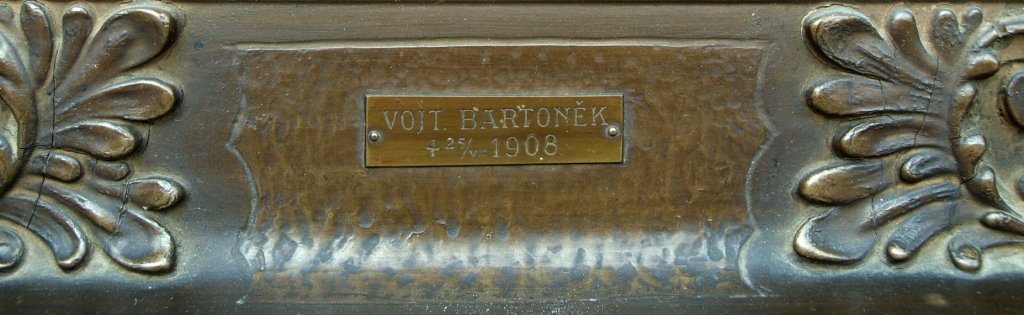 VOJT. BARTONĚK
‡ 25/VIII 1908.